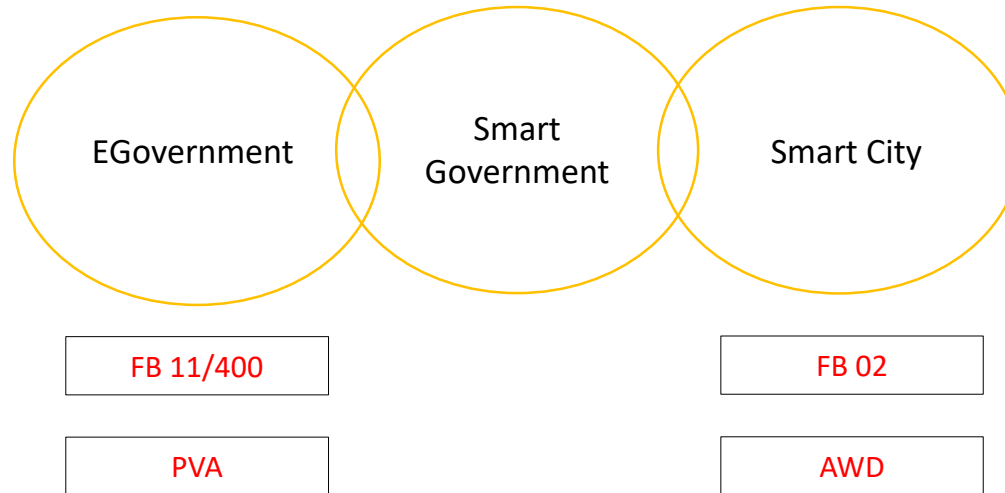 EGovernment
Smart
Government
Smart City
FB 11/400
FB 02
PVA
AWD